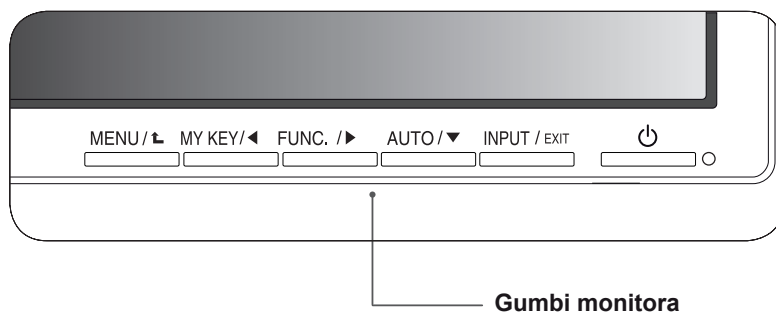 MENU/⮤ MY KEY/◀ FUNC. /▶ AUTO/▼ INPUT / EXIT
Gumbi monitora